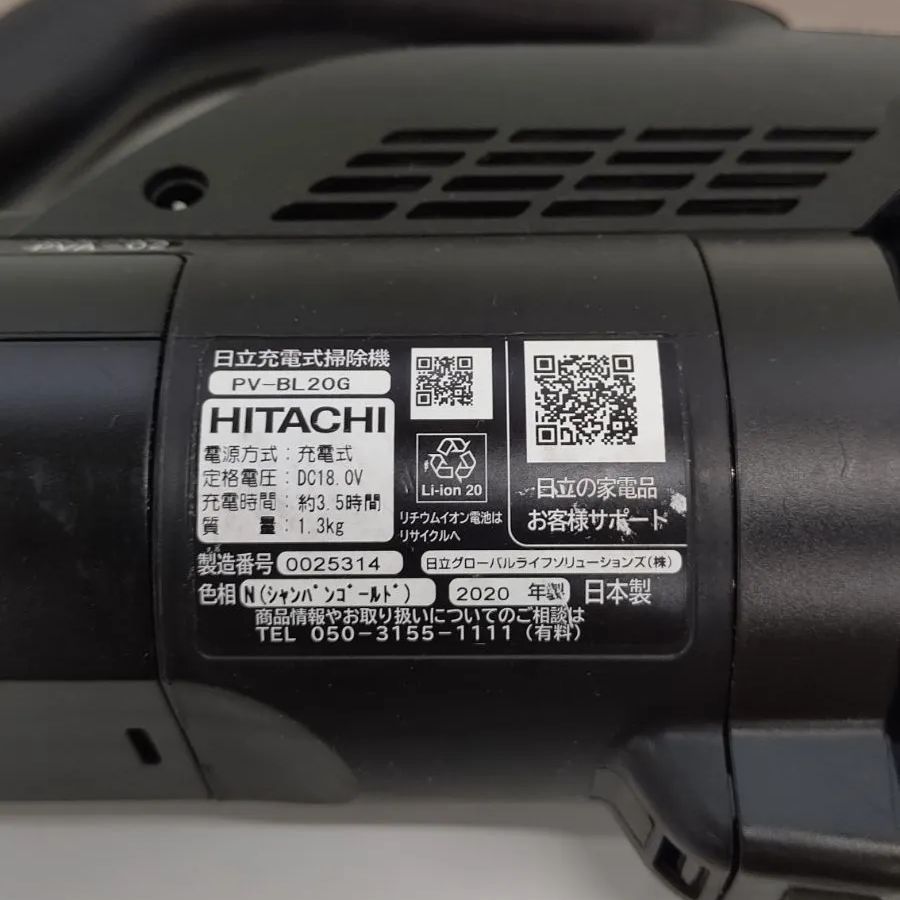 PVA-02
日立充電式掃除機
PV-BL20G
HITACHI
電源方式：充電式
定格電圧：DC18.0V
充電時間：約3.5時間
質 量：1.3kg
Li-ion 20
リチウムイオン電池は
リサイクルへ
日立の家電品
お客様サポート
製造番号 0025314 日立グローバルライフソリューションズ(株)
色相 N(シャンパンゴールド) 2020 年製 日本製
商品情報やお取り扱いについてのご相談は
TEL 050-3155-1111(有料)